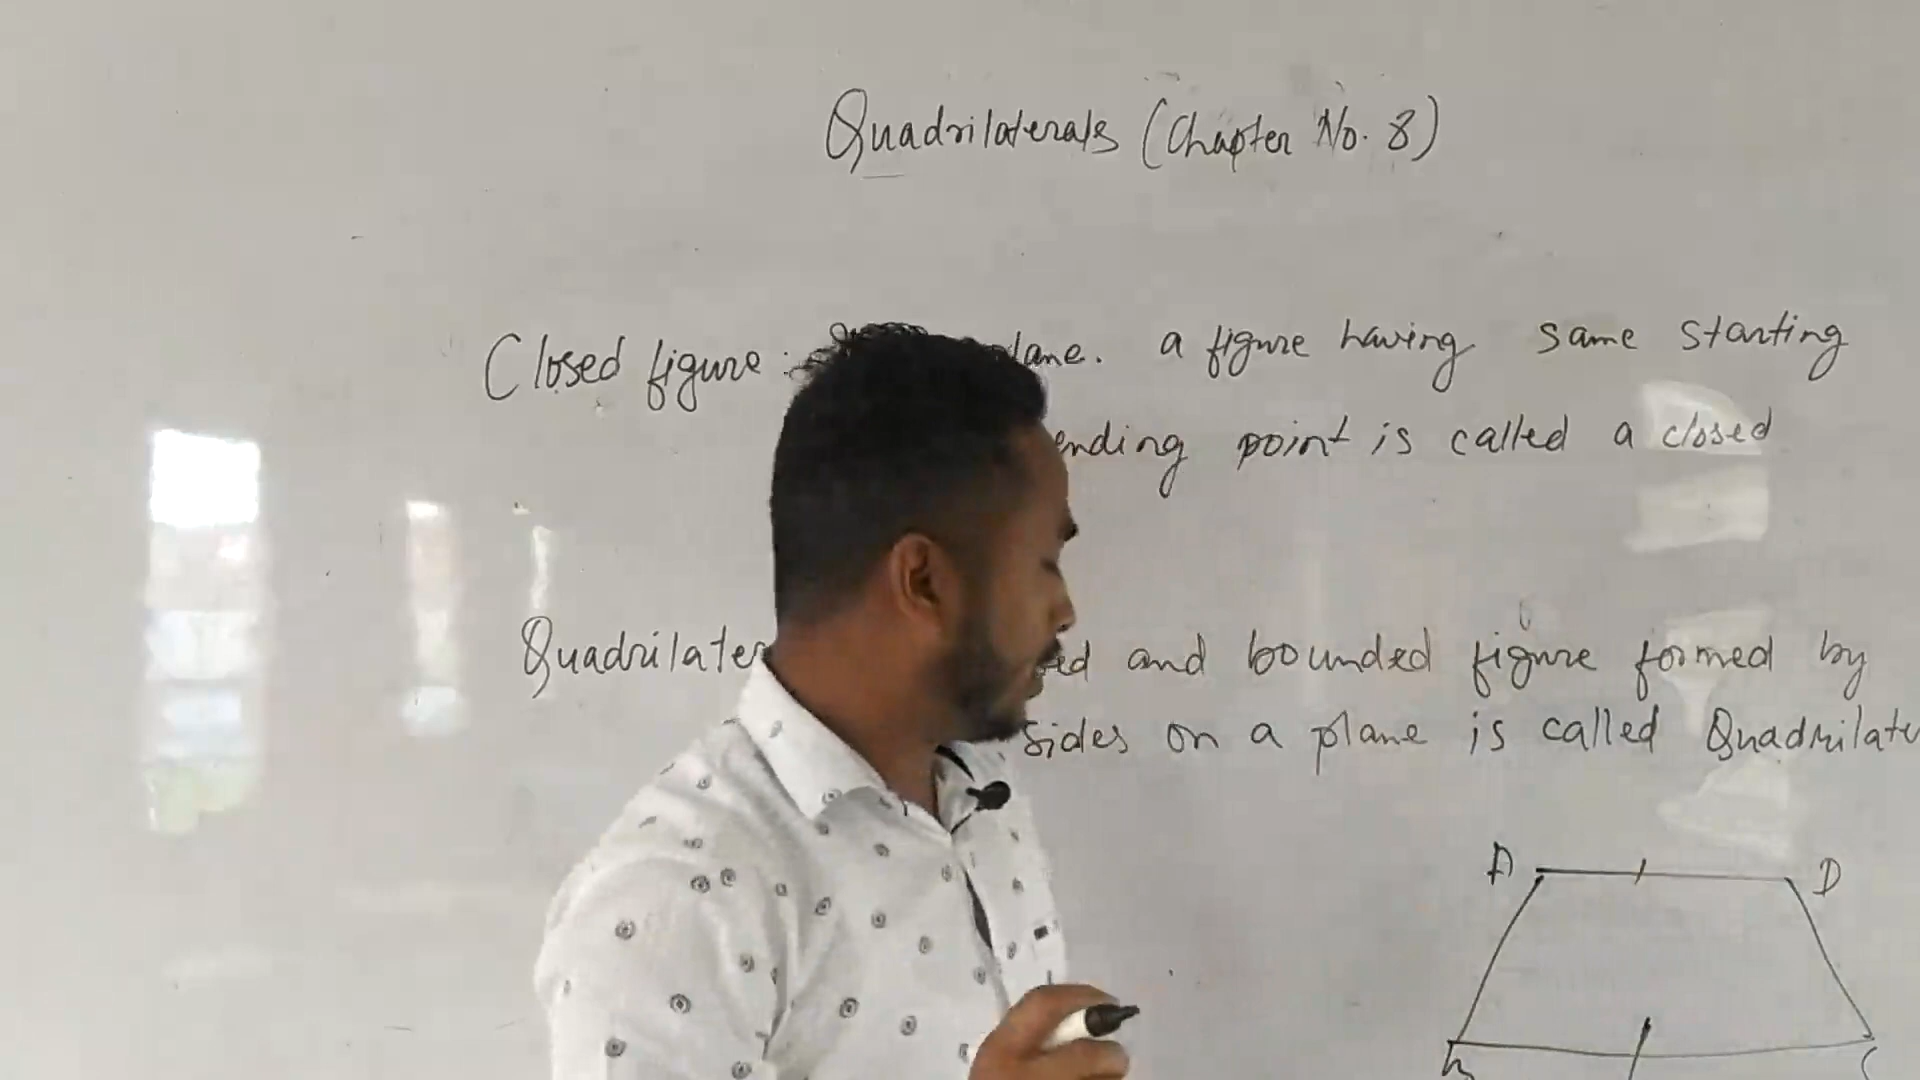 Quadrilaterals (Chapter No. 8)
Closed figure : plane. a figure having same starting
ending point is called a closed
Quadrilater and bounded figure formed by
sides on a plane is called Quadrilate
A D
B C